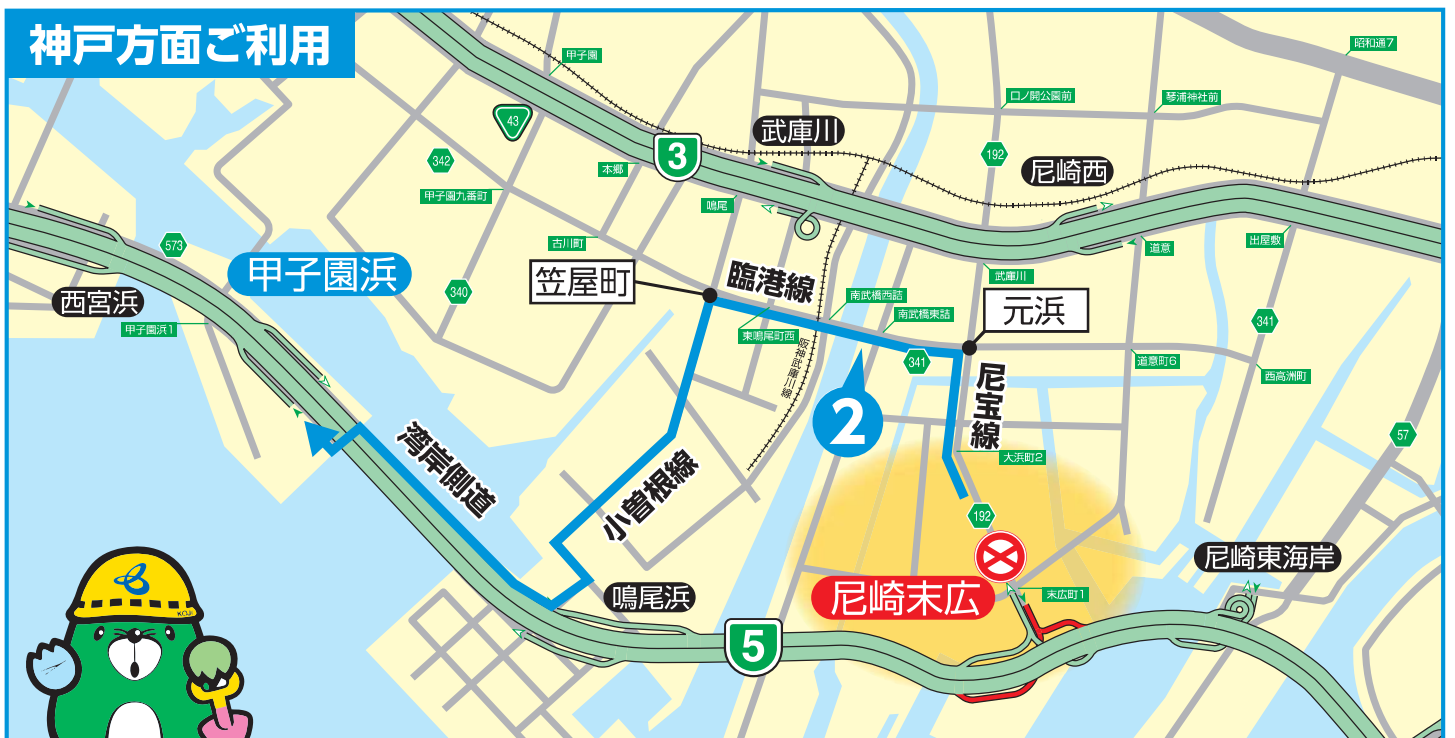 神戸方面ご利用
昭和通7
甲子園
口ノ開公園前
琴浦神社前
43
武庫川
3
342
192
本郷
尼崎西
甲子園九番町
鳴尾
573
古川町
道意
出屋敷
甲子園浜
340
笠屋町
臨港線
武庫川
西宮浜
南武橋西詰
元浜
南武橋東詰
341
甲子園浜1
東鳴尾町西
阪神武庫川線
341
道意町6
西高洲町
尼宝線
2
57
湾岸側道
大浜町2
小曽根線
192
尼崎東海岸
鳴尾浜
尼崎末広
末広町1
5
KOJI